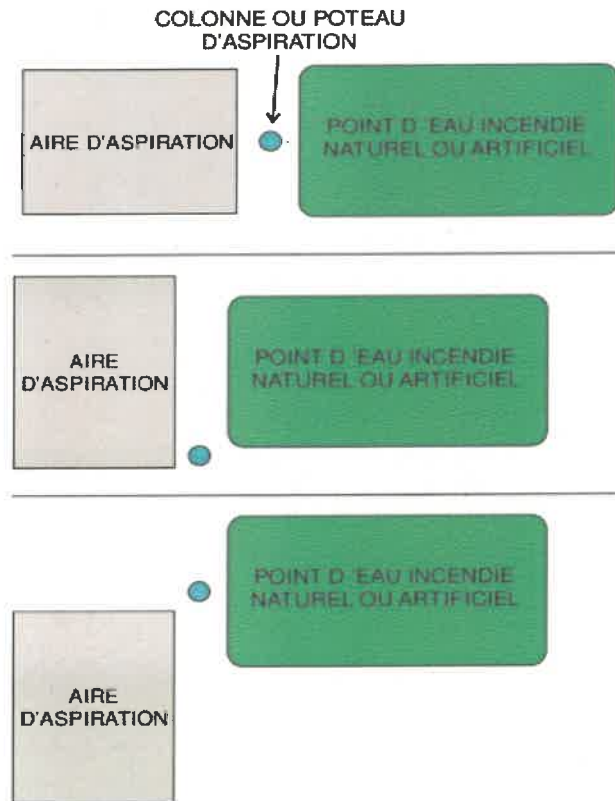 COLONNE OU POTEAU
D'ASPIRATION
AIRE D'ASPIRATION
POINT D 'EAU INCENDIE
NATUREL OU ARTIFICIEL
AIRE
D'ASPIRATION
POINT D 'EAU INCENDIE
NATUREL OU ARTIFICIEL
POINT D 'EAU INCENDIE
NATUREL OU ARTIFICIEL
AIRE
D'ASPIRATION